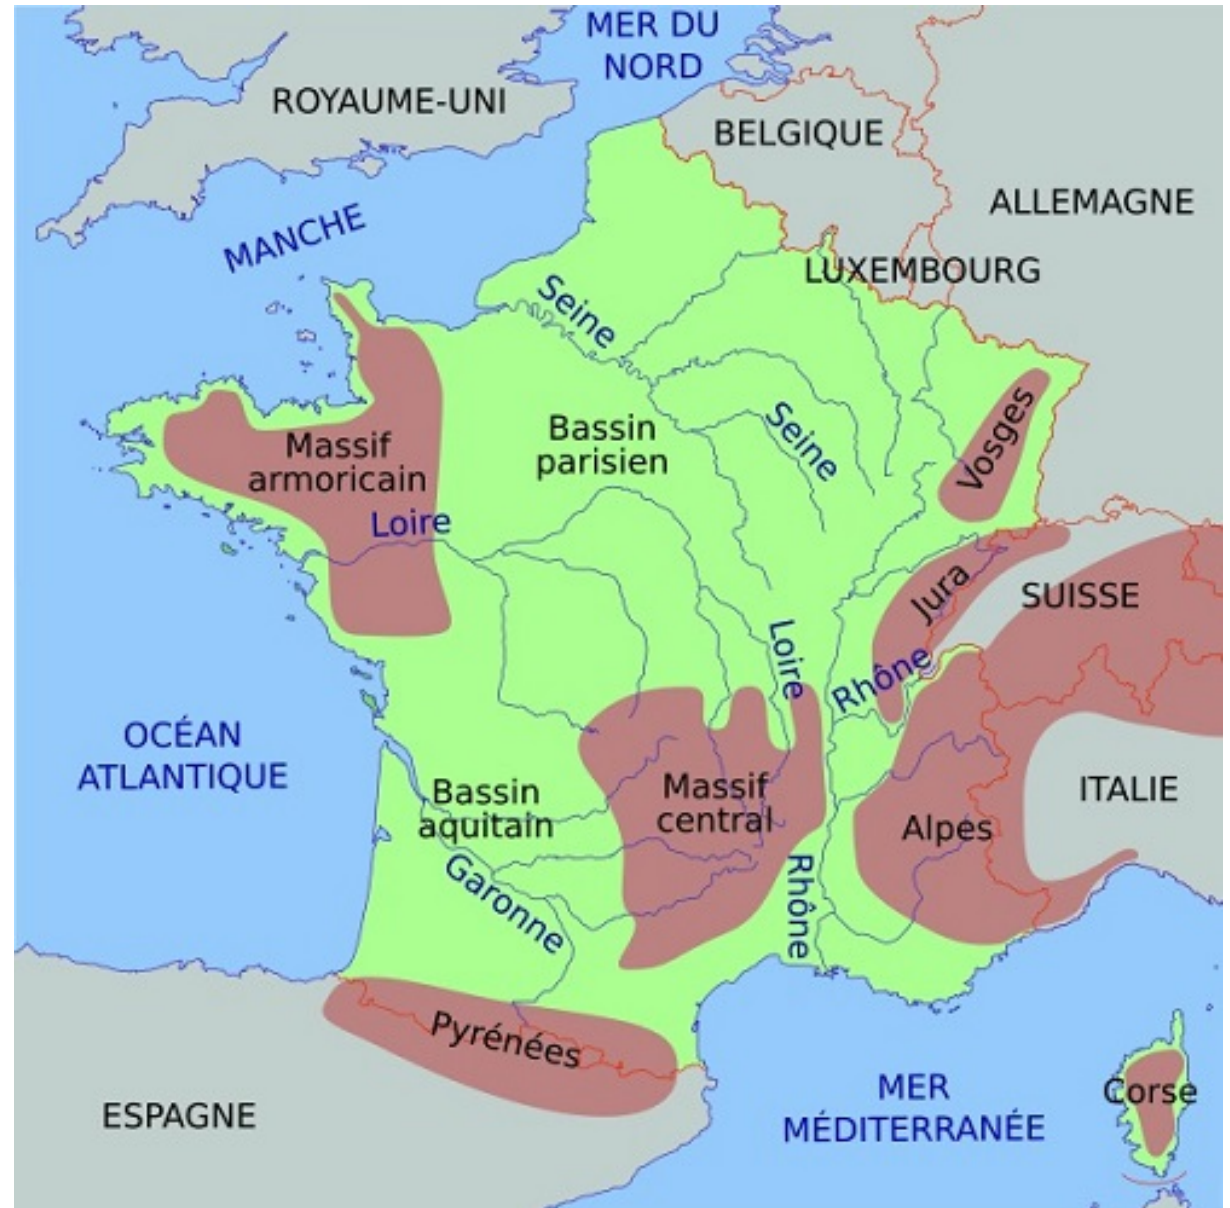 MER DU
NORD
ROYAUME-UNI
BELGIQUE
ALLEMAGNE
MANCHE
LUXEMBOURG
Seine
Vosges
Seine
Bassin
parisien
Massif
armoricain
Loire
Jura
SUISSE
Loire
Rhône
OCÉAN
ATLANTIQUE
Bassin
aquitain
Massif
central
ITALIE
Alpes
Garonne
Rhône
Pyrénées
Corse
MER
MÉDITERRANÉE
ESPAGNE